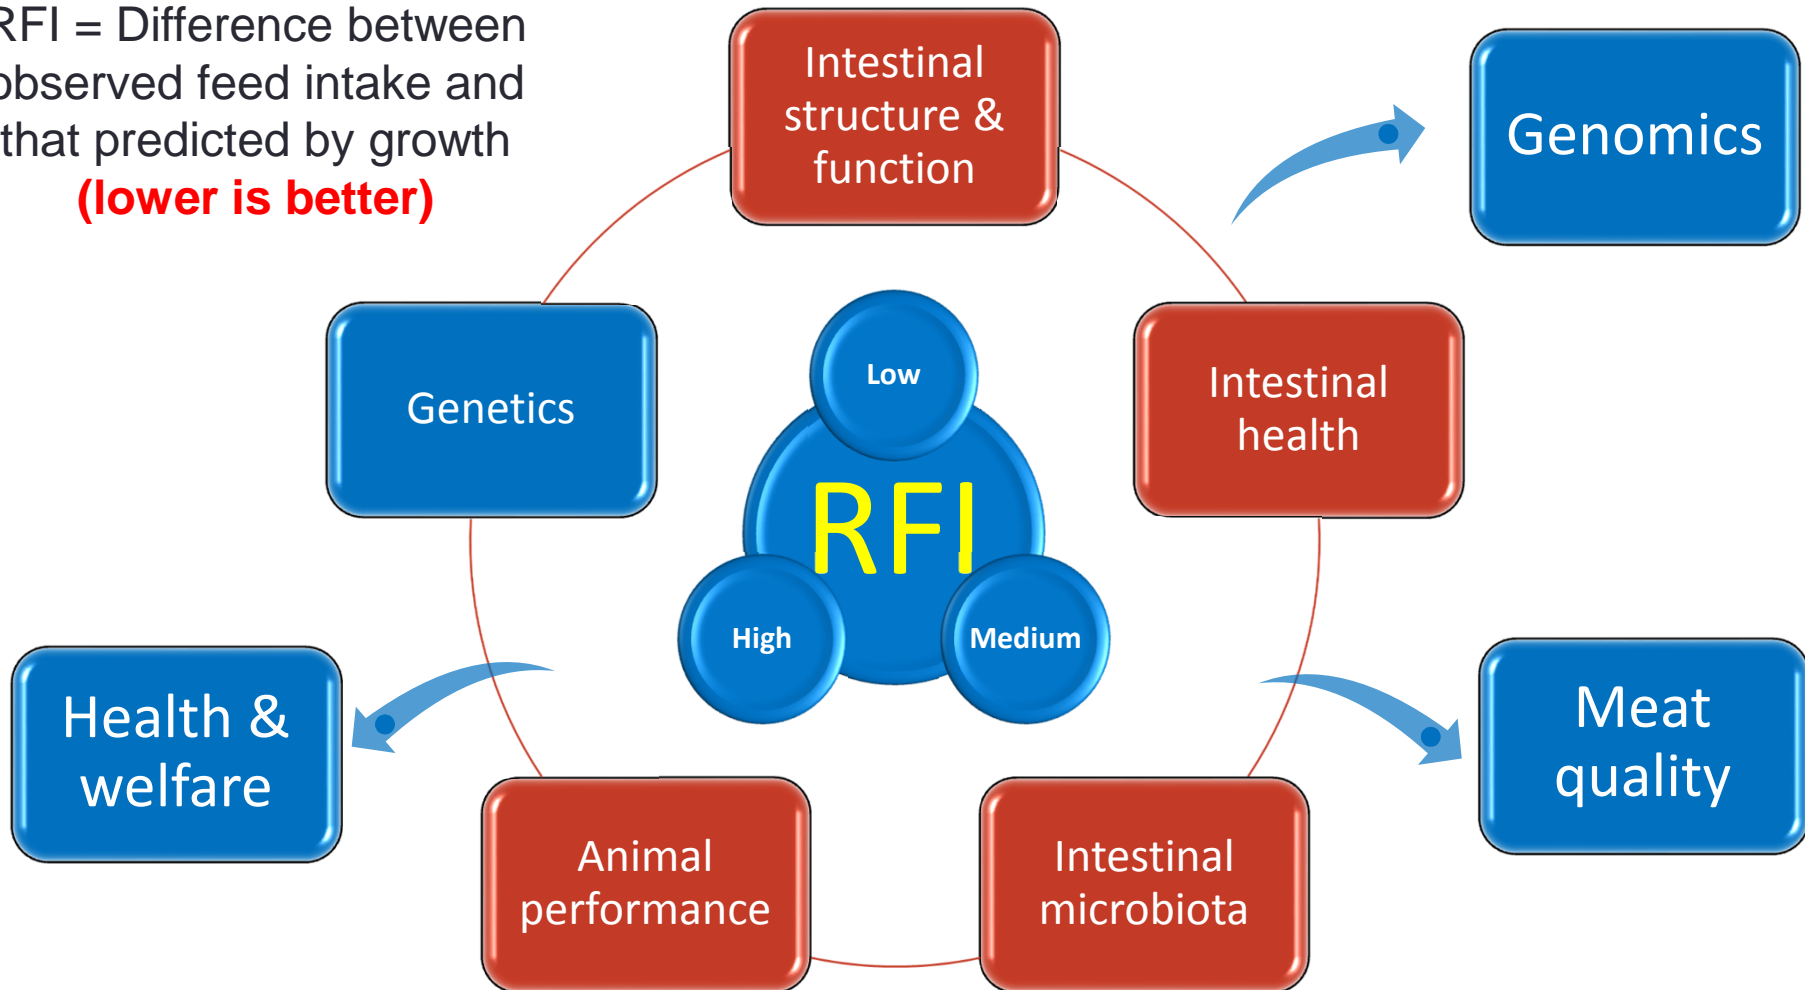 RFI = Difference between
observed feed intake and
that predicted by growth
(lower is better)
Intestinal
structure &
function
Genomics
Genetics
Low
Intestinal
health
RFI
High
Medium
Health &
welfare
Meat
quality
Animal
performance
Intestinal
microbiota